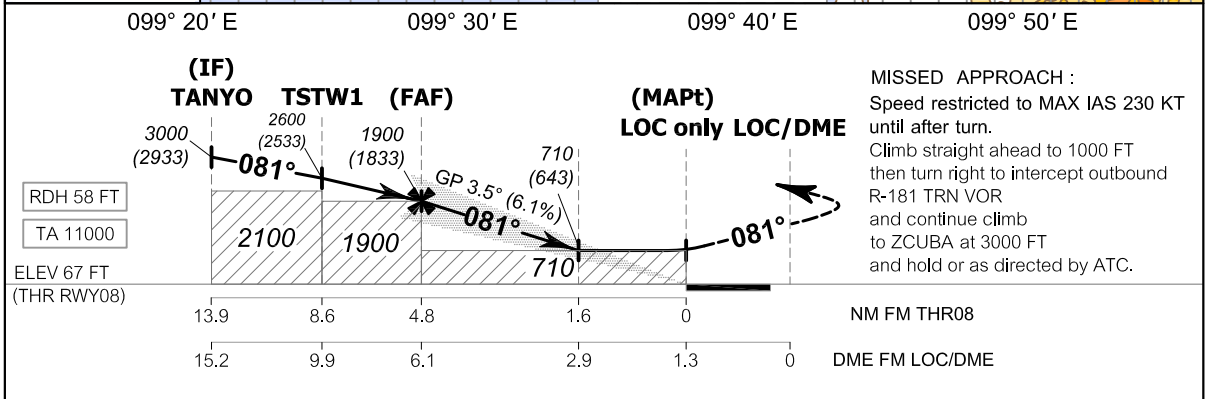 099° 20' E 099° 30' E 099° 40' E 099° 50' E
(IF)
TANYO TSTW1 (FAF)
(MAPt)
LOC only LOC/DME
3000
(2933)
2600
(2533)
1900
(1833)
710
(643)
081°
GP 3.5° (6.1%)
081°
081°
RDH 58 FT
TA 11000
2100 1900 710
ELEV 67 FT
(THR RWY08)
13.9 8.6 4.8 1.6 0 NM FM THR08
15.2 9.9 6.1 2.9 1.3 0 DME FM LOC/DME
MISSED APPROACH :
Speed restricted to MAX IAS 230 KT
until after turn.
Climb straight ahead to 1000 FT
then turn right to intercept outbound
R-181 TRN VOR
and continue climb
to ZCUBA at 3000 FT
and hold or as directed by ATC.